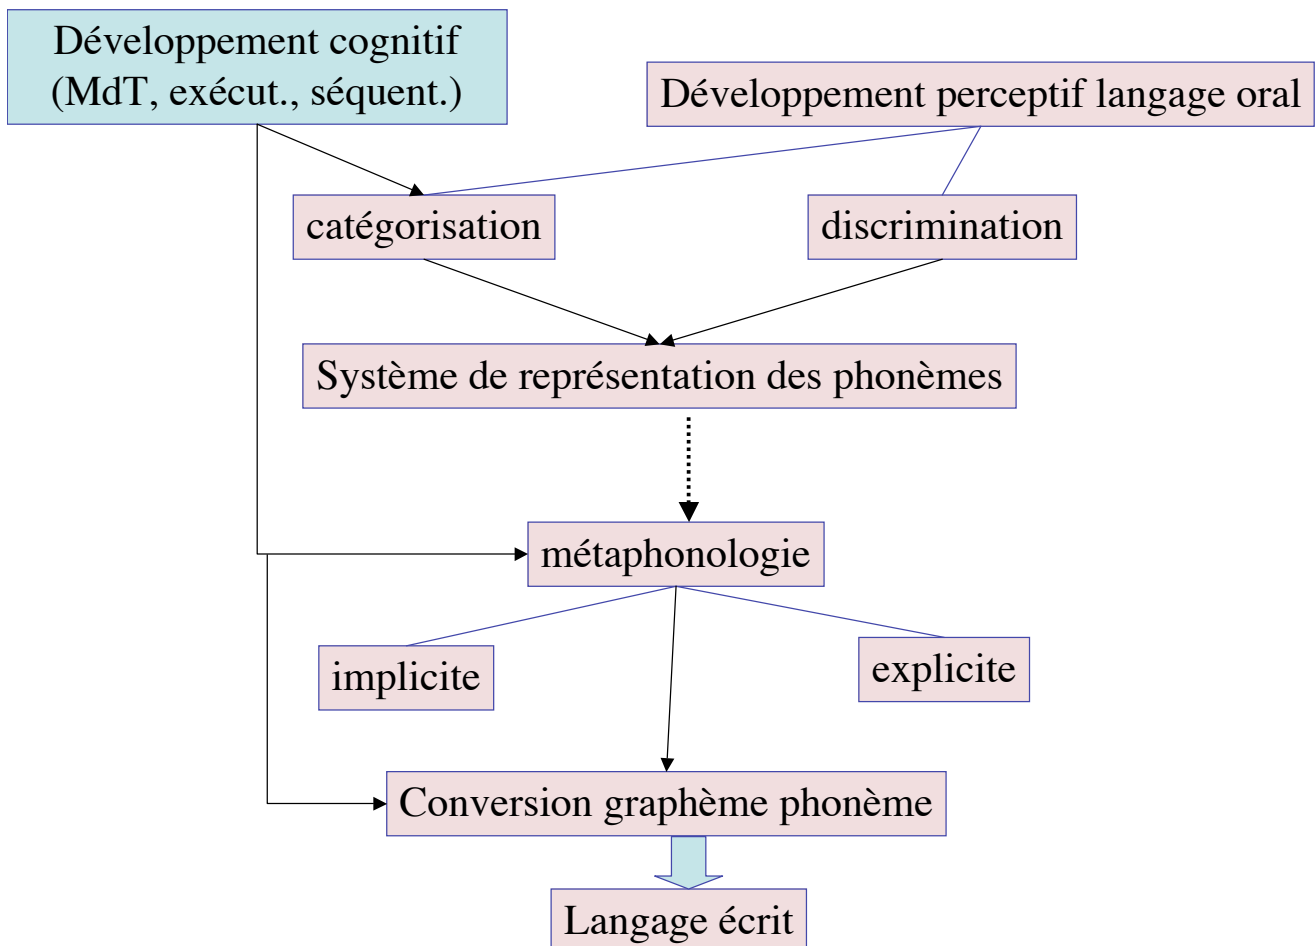 Développement cognitif
(MdT, exécut., séquent.)
Développement perceptif langage oral
catégorisation
discrimination
Système de représentation des phonèmes
métaphonologie
implicite
explicite
Conversion graphème phonème
Langage écrit